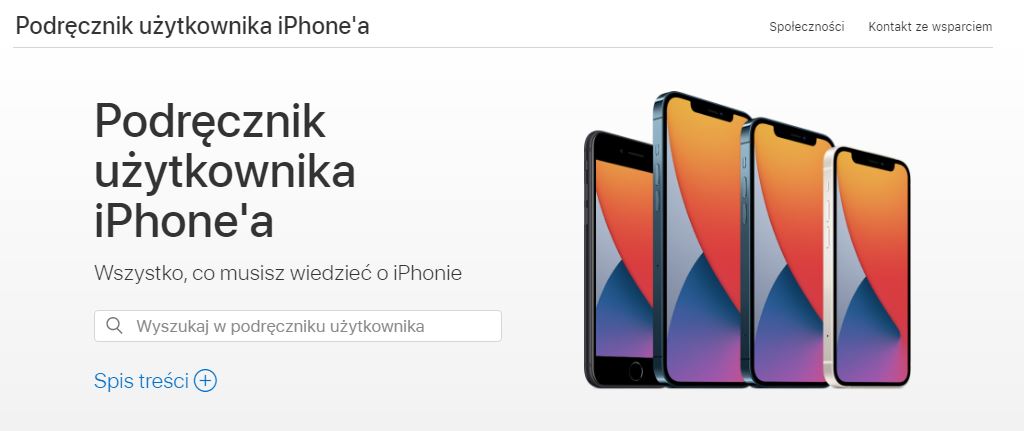 Podręcznik użytkownika iPhone'a
Społeczności
Kontakt ze wsparciem
Podręcznik
użytkownika
iPhone'a
Wszystko, co musisz wiedzieć o iPhonie
Wyszukaj w podręczniku użytkownika
Spis treści